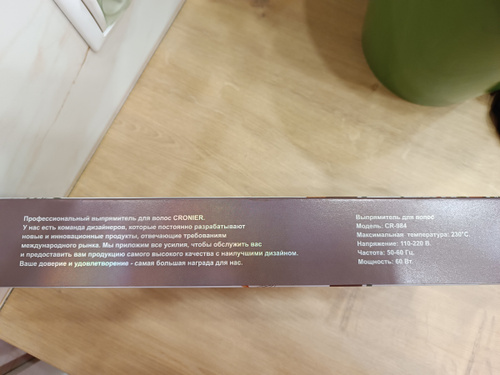 Профессиональный выпрямитель для волос CRONIER.
У нас есть команда дизайнеров, которые постоянно разрабатывают
новые и инновационные продукты, отвечающие требованиям
международного рынка. Мы приложим все усилия, чтобы обслужить вас
и предоставить вам продукцию самого высокого качества с наилучшими дизайном.
Ваше доверие и удовлетворение - самая большая награда для нас.
Выпрямитель для волос
Модель: CR-984
Максимальная температура: 230°C.
Напряжение: 110-220 В.
Частота: 50-60 Гц.
Мощность: 60 Вт.